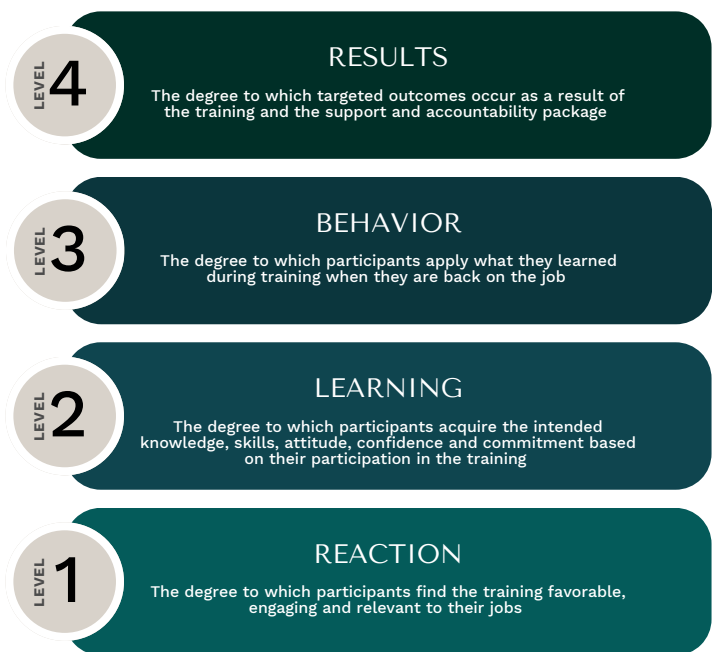 LEVEL 4
RESULTS
The degree to which targeted outcomes occur as a result of
the training and the support and accountability package
LEVEL 3
BEHAVIOR
The degree to which participants apply what they learned
during training when they are back on the job
LEVEL 2
LEARNING
The degree to which participants acquire the intended
knowledge, skills, attitude, confidence and commitment based
on their participation in the training
LEVEL 1
REACTION
The degree to which participants find the training favorable,
engaging and relevant to their jobs